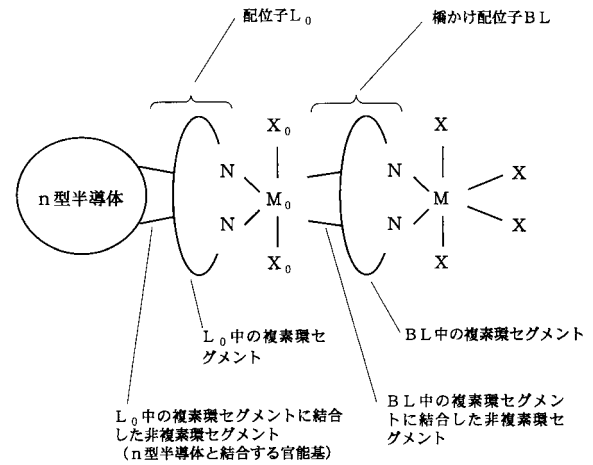 配位子L₀
橋かけ配位子BL
X₀
X
n型半導体
N
M₀
N
M
X
N
N
X
X₀
X
L₀中の複素環セ
グメント
BL中の複素環セグメント
L₀中の複素環セグメントに結合
した非複素環セグメント
(n型半導体と結合する官能基)
BL中の複素環セグメン
トに結合した非複素環セ
グメント